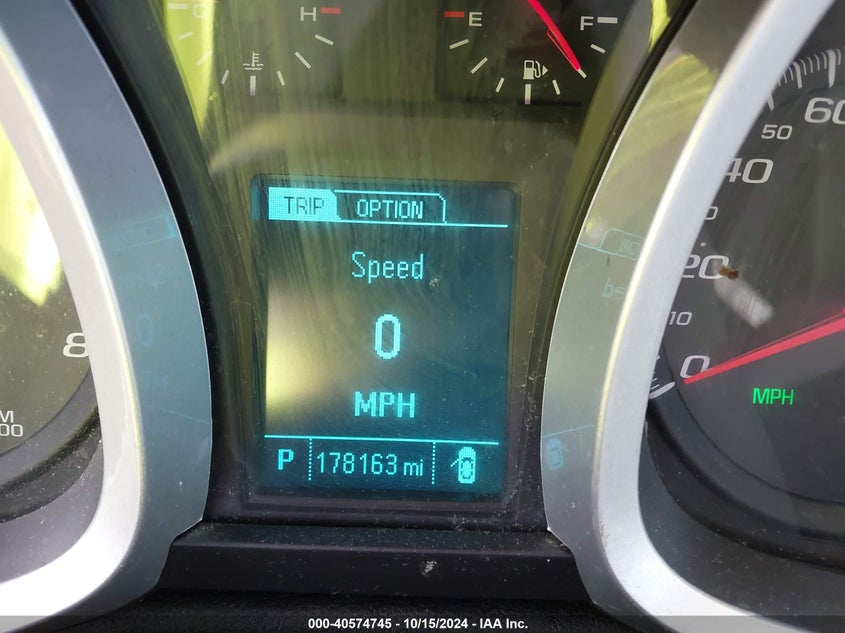 C H E F
TRIP OPTION
Speed
0
MPH
P 178163 mi
8
60
50
40
20
10
0
MPH
000-40574745 - 10/15/2024 - IAA Inc.